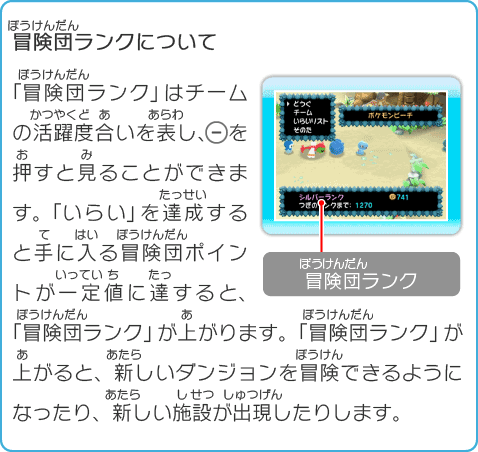 冒険団ランクについて
「冒険団ランク」はチーム
の活躍度合いを表し、⊖を
押すと見ることができま
す。「いらい」を達成する
と手に入る冒険団ポイン
トが一定値に達すると、
「冒険団ランク」が上がります。「冒険団ランク」が
上がると、新しいダンジョンを冒険できるように
なったり、新しい施設が出現したりします。
どうぐ
チーム
いらいリスト
そのた
ポケモンビーチ
シルバーランク 741
つぎのランクまで: 1270
冒険団ランク